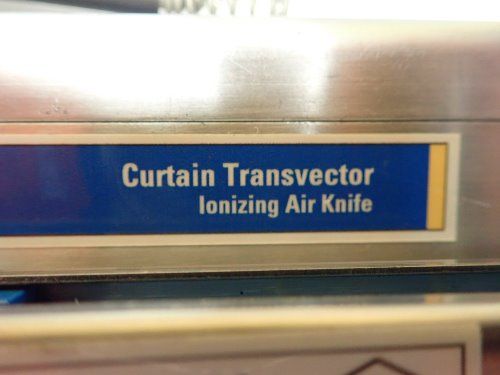 Curtain Transvector
Ionizing Air Knife